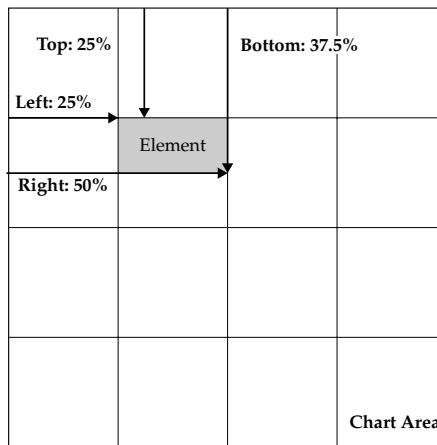 Top: 25%
Bottom: 37.5%
Left: 25%
Element
Right: 50%
Chart Area